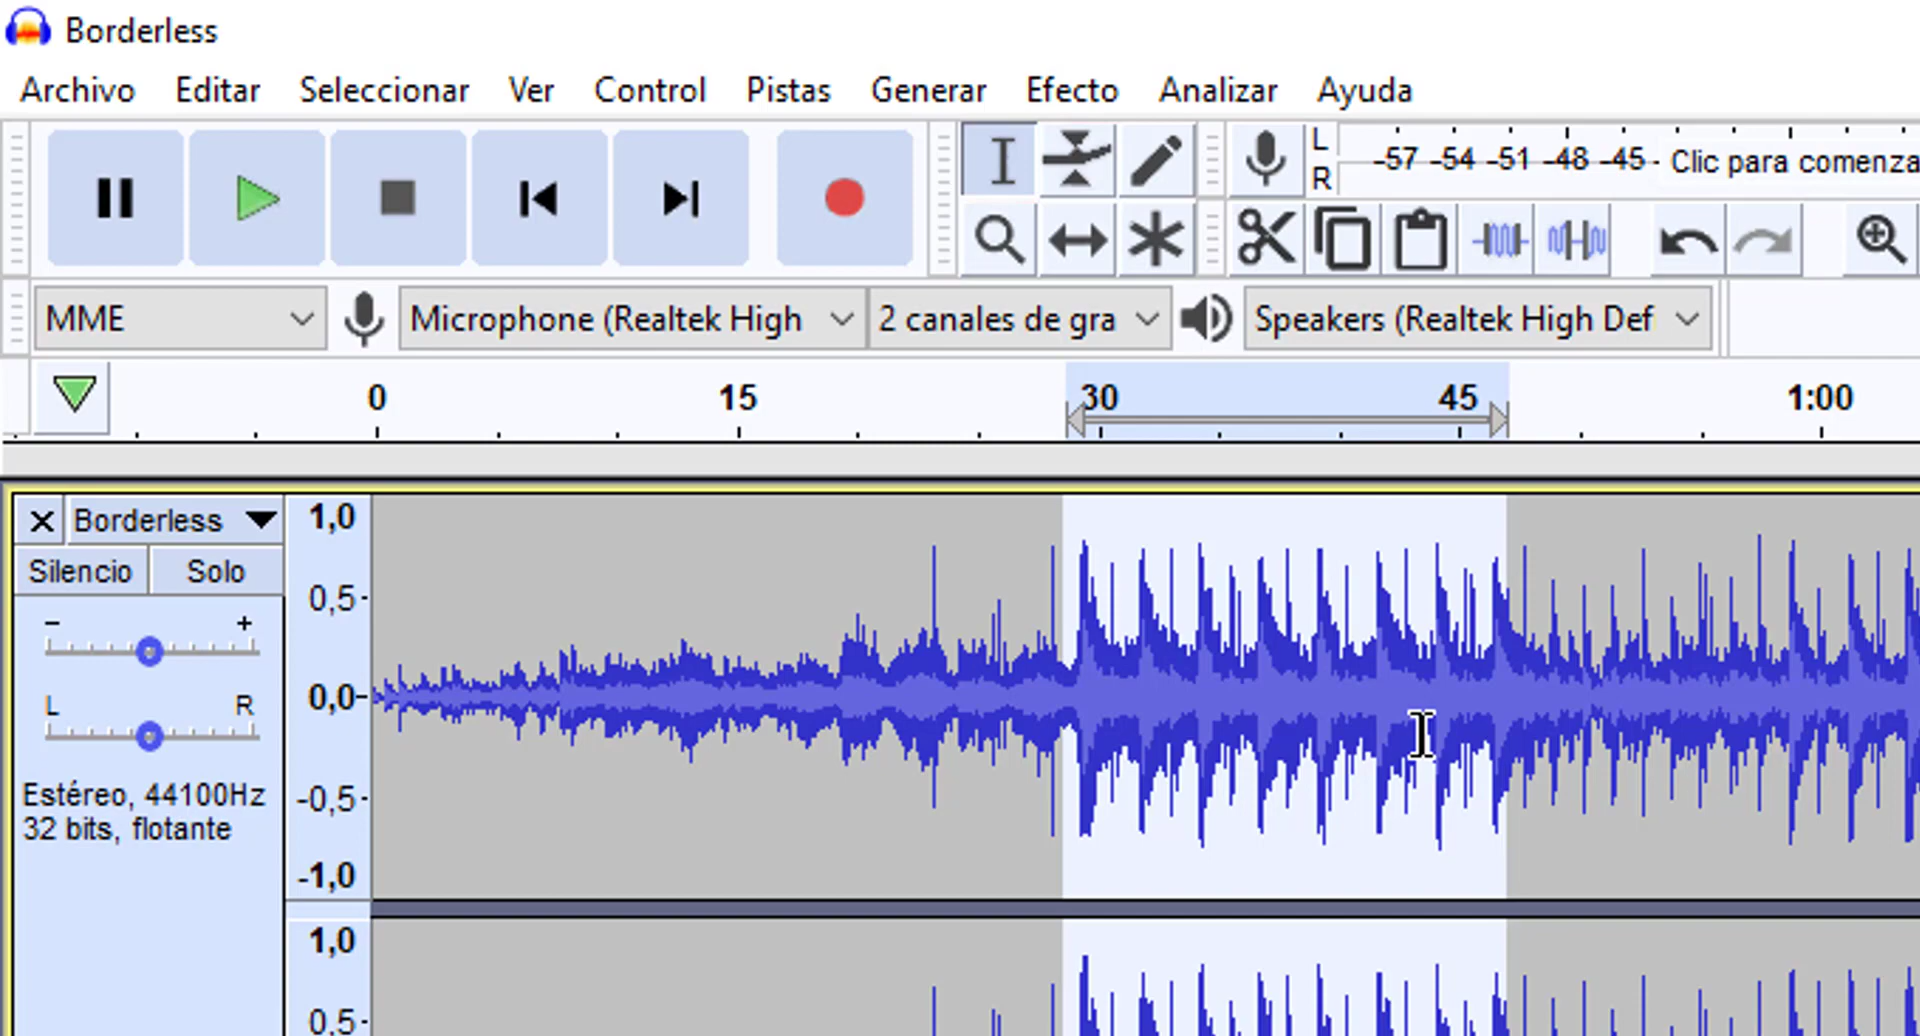 Borderless
Archivo Editar Seleccionar Ver Control Pistas Generar Efecto Analizar Ayuda
L
R
-57 -54 -51 -48 -45 Clic para comenza
MME Microphone (Realtek High 2 canales de gra Speakers (Realtek High Def
0 15 30 45 1:00
Borderless
Silencio Solo
- +
L R
Estéreo, 44100Hz
32 bits, flotante
1,0
0,5-
0,0-
-0,5-
-1,0
1,0
0,5-